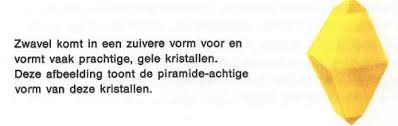 Zwavel komt in een zuivere vorm voor en
vormt vaak prachtige, gele kristallen.
Deze afbeelding toont de piramide-achtige
vorm van deze kristallen.